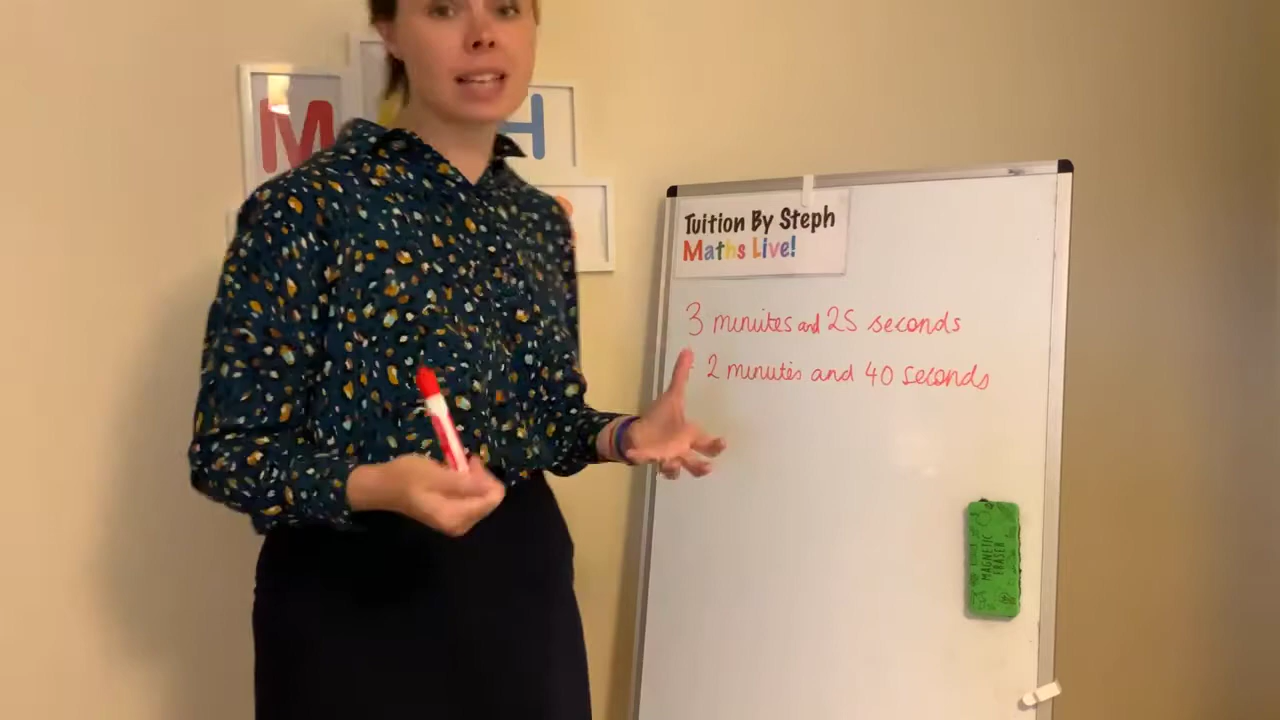 M H
Tuition By Steph
Maths Live!
3 minutes and 25 seconds
2 minutes and 40 seconds
MAGNETIC
ERASER